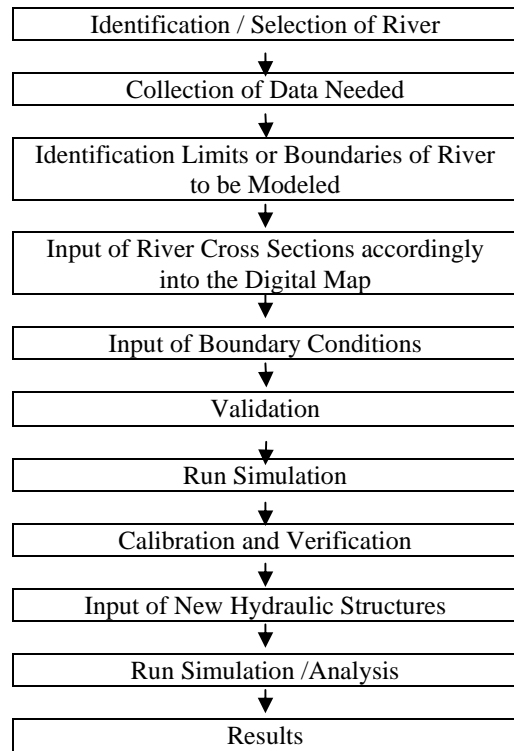 Identification / Selection of River
Collection of Data Needed
Identification Limits or Boundaries of River
to be Modeled
Input of River Cross Sections accordingly
into the Digital Map
Input of Boundary Conditions
Validation
Run Simulation
Calibration and Verification
Input of New Hydraulic Structures
Run Simulation /Analysis
Results